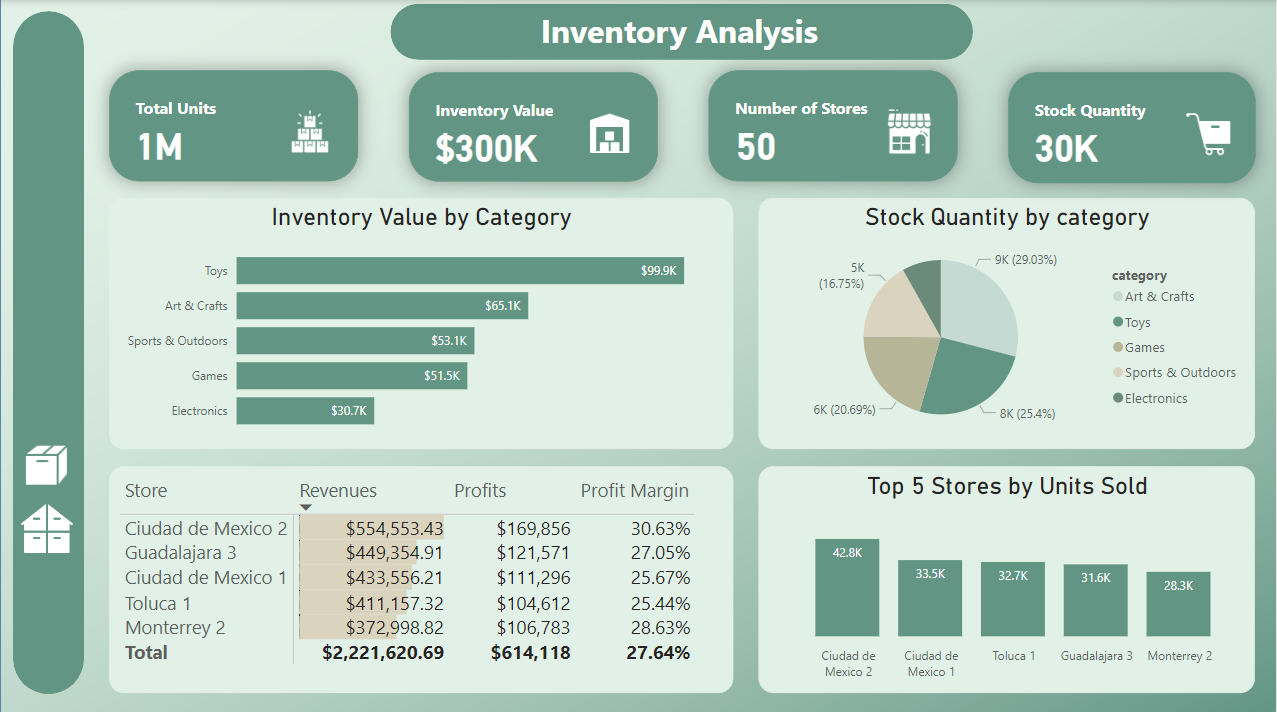 Inventory Analysis
Total Units
1M
Inventory Value
$300K
Number of Stores
50
Stock Quantity
30K
Inventory Value by Category
Toys $99.9K
Art & Crafts $65.1K
Sports & Outdoors $53.1K
Games $51.5K
Electronics $30.7K
Stock Quantity by category
9K (29.03%)
8K (25.4%)
6K (20.69%)
5K
(16.75%)
category
Art & Crafts
Toys
Games
Sports & Outdoors
Electronics
Store Revenues Profits Profit Margin
Ciudad de Mexico 2 $554,553.43 $169,856 30.63%
Guadalajara 3 $449,354.91 $121,571 27.05%
Ciudad de Mexico 1 $433,556.21 $111,296 25.67%
Toluca 1 $411,157.32 $104,612 25.44%
Monterrey 2 $372,998.82 $106,783 28.63%
Total $2,221,620.69 $614,118 27.64%
Top 5 Stores by Units Sold
42.8K 33.5K 32.7K 31.6K 28.3K
Ciudad de Mexico 2
Ciudad de Mexico 1
Toluca 1
Guadalajara 3
Monterrey 2